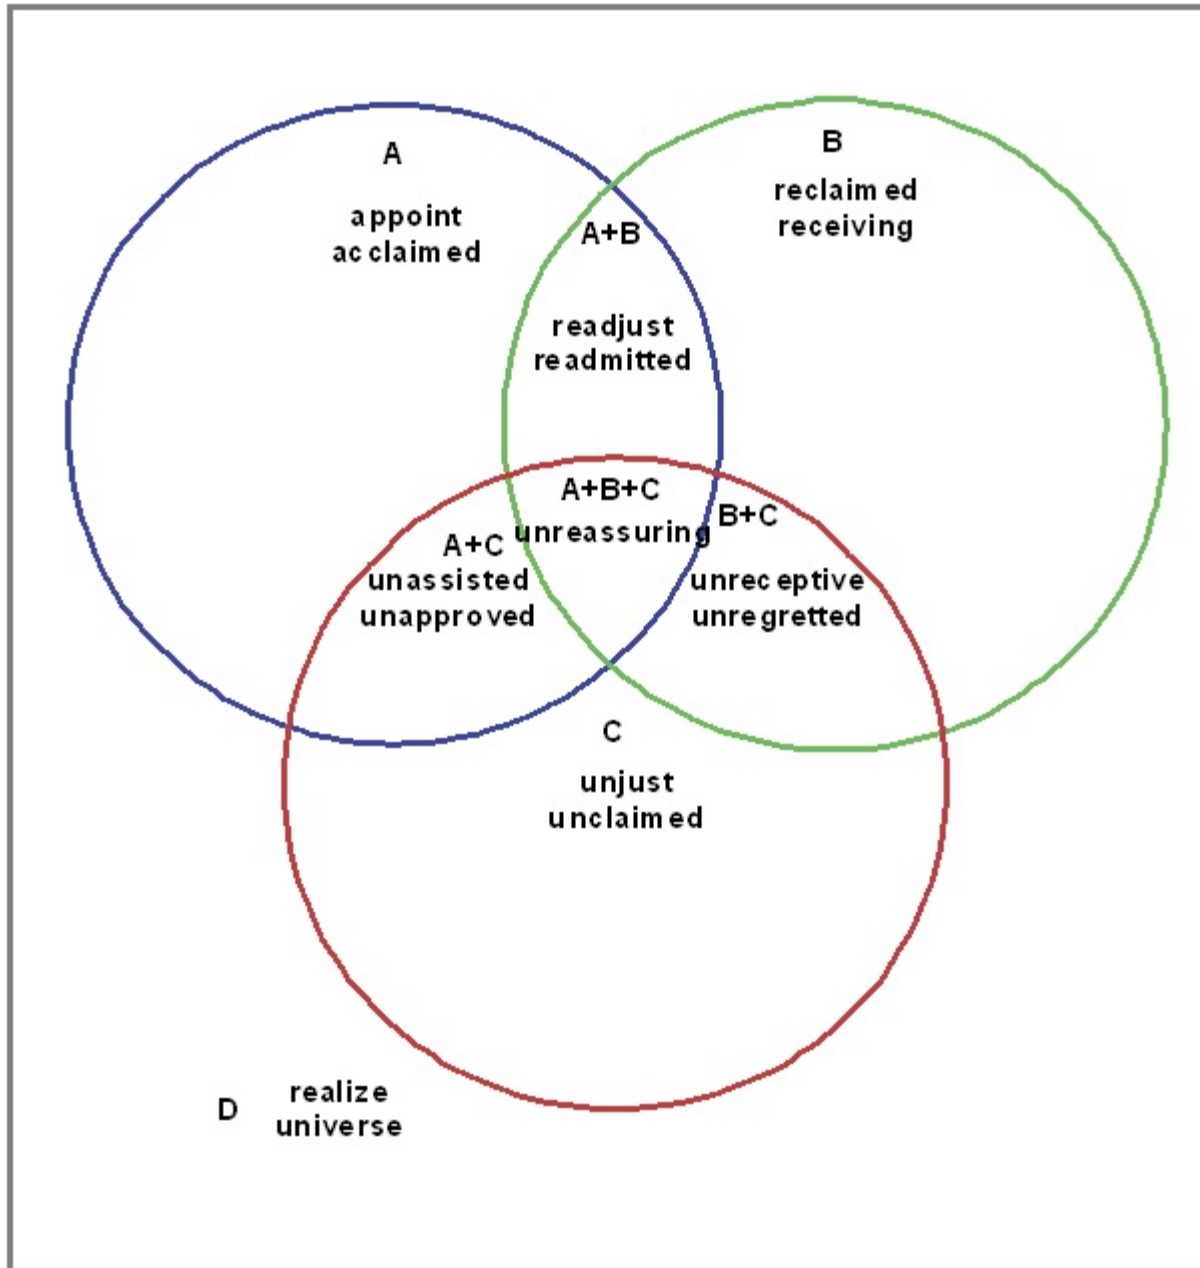 A
appoint
acclaimed
B
reclaimed
receiving
A+B
readjust
readmitted
A+B+C
unreassuring
A+C
unassisted
unapproved
B+C
unreceptive
unregretted
C
unjust
unclaimed
D
realize
universe